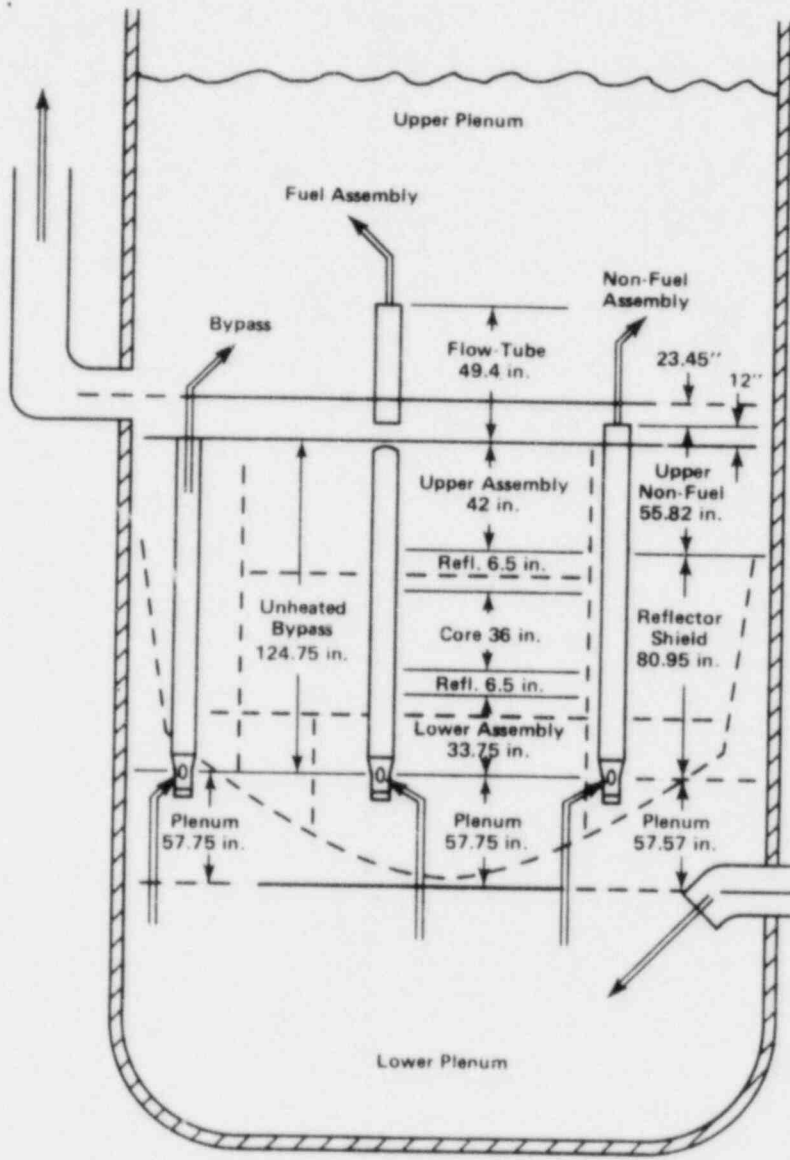 Upper Plenum
Fuel Assembly
Non-Fuel
Assembly
Bypass
Flow-Tube
49.4 in.
23.45"
12"
Upper Assembly
42 in.
Upper
Non-Fuel
55.82 in.
Refl. 6.5 in.
Unheated
Bypass
124.75 in.
Core 36 in.
Reflector
Shield
80.95 in.
Refl. 6.5 in.
Lower Assembly
33.75 in.
Plenum
57.75 in.
Plenum
57.75 in.
Plenum
57.57 in.
Lower Plenum